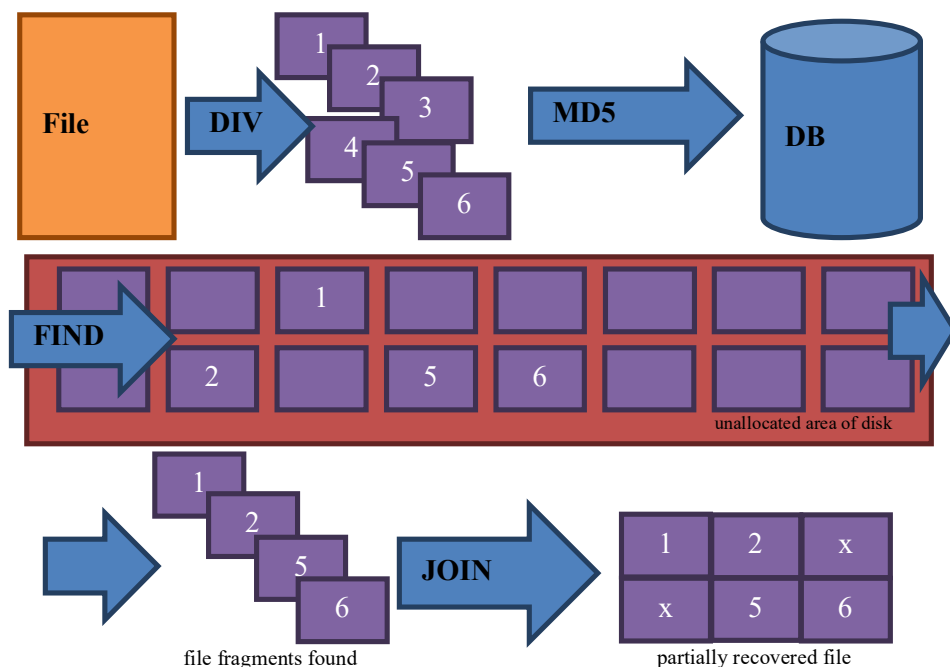 File
DIV
1
2
3
4
5
6
MD5
DB
FIND
1
2
5
6
unallocated area of disk
1
2
5
6
file fragments found
JOIN
1 2 x
x 5 6
partially recovered file